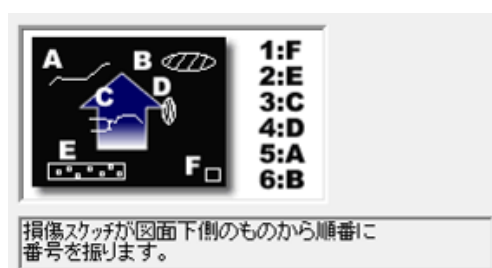 A
B
1:F
2:E
C
D
3:C
4:D
E
F
5:A
6:B
損傷スケッチが図面下側のものから順番に
番号を振ります。